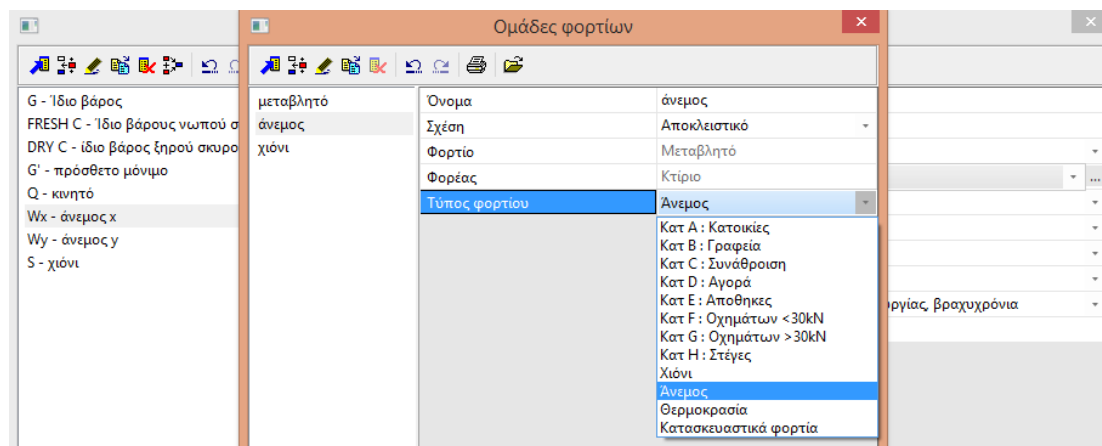 Ομάδες φορτίων
G - Ίδιο βάρος
FRESH C - Ίδιο βάρους νωπού σ
DRY C - ίδιο βάρος ξηρού σκυρο
G' - πρόσθετο μόνιμο
Q - κινητό
Wx - άνεμος x
Wy - άνεμος y
S - χιόνι
μεταβλητό
άνεμος
χιόνι
Όνομα άνεμος
Σχέση Αποκλειστικό
Φορτίο Μεταβλητό
Φορέας Κτίριο
Τύπος φορτίου Άνεμος
Κατ A : Κατοικίες
Κατ B : Γραφεία
Κατ C : Συνάθροιση
Κατ D : Αγορά
Κατ E : Αποθηκες
Κατ F : Οχημάτων <30kN
Κατ G : Οχημάτων >30kN
Κατ H : Στέγες
Χιόνι
Άνεμος
Θερμοκρασία
Κατασκευαστικά φορτία
ργίας, βραχυχρόνια